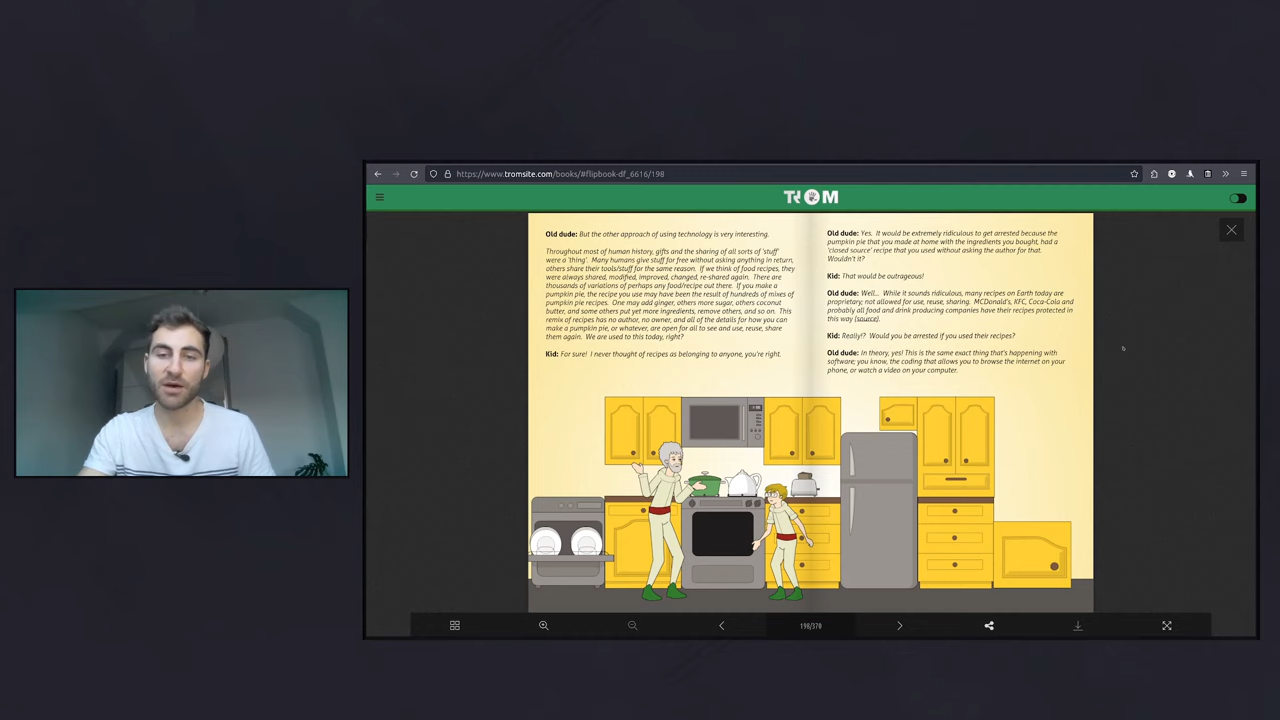 https://www.tromsite.com/books/#flipbook-df_6616/198
TROM
Old dude: But the other approach of using technology is very interesting.
Throughout most of human history, gifts and the sharing of all sorts of 'stuff'
were a 'thing'. Many humans give stuff for free without asking anything in return,
others share their tools/stuff for the same reason. If we think of food recipes, they
were always shared, modified, improved, changed, re-shared again. There are
thousands of variations of perhaps any food/recipe out there. If you make a
pumpkin pie, the recipe you use may have been the result of hundreds of mixes of
pumpkin pie recipes. One may add ginger, others more sugar, others coconut
butter, and some others put yet more ingredients, remove others, and so on. This
remix of recipes has no author, no owner, and all of the details for how you can
make a pumpkin pie, or whatever, are open for all to see and use, reuse, share
them again. We are used to this today, right?
Kid: For sure! I never thought of recipes as belonging to anyone, you're right.
Old dude: Yes. It would be extremely ridiculous to get arrested because the
pumpkin pie that you made at home with the ingredients you bought, had a
'closed source' recipe that you used without asking the author for that.
Wouldn't it?
Kid: That would be outrageous!
Old dude: Well... While it sounds ridiculous, many recipes on Earth today are
proprietary; not allowed for use, reuse, sharing. MCDonald's, KFC, Coca-Cola and
probably all food and drink producing companies have their recipes protected in
this way (source).
Kid: Really!? Would you be arrested if you used their recipes?
Old dude: In theory, yes! This is the same exact thing that's happening with
software; you know, the coding that allows you to browse the internet on your
phone, or watch a video on your computer.
198/370